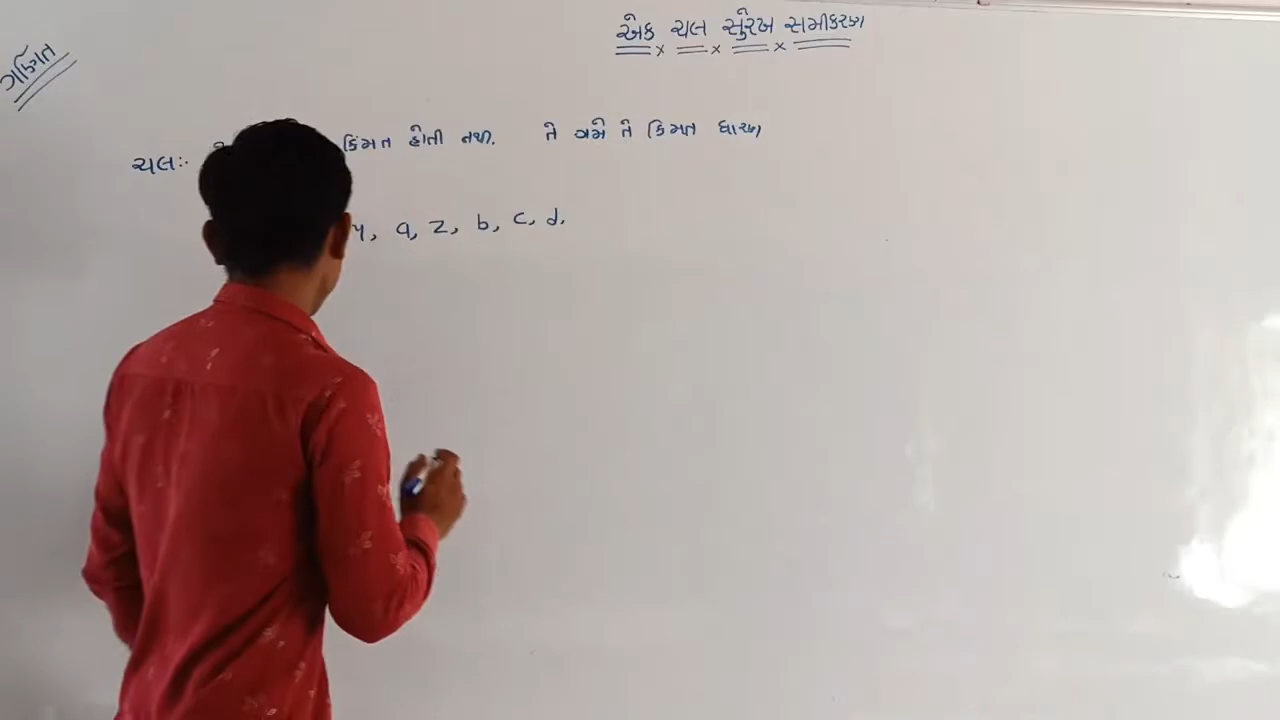 એક ચલ સુરેખ સમીકરણ
ગણિત
ચલ:- કિંમત હોતી નથી. તે ગમે તે કિંમત ધારણ
y, a, z, b, c, d.